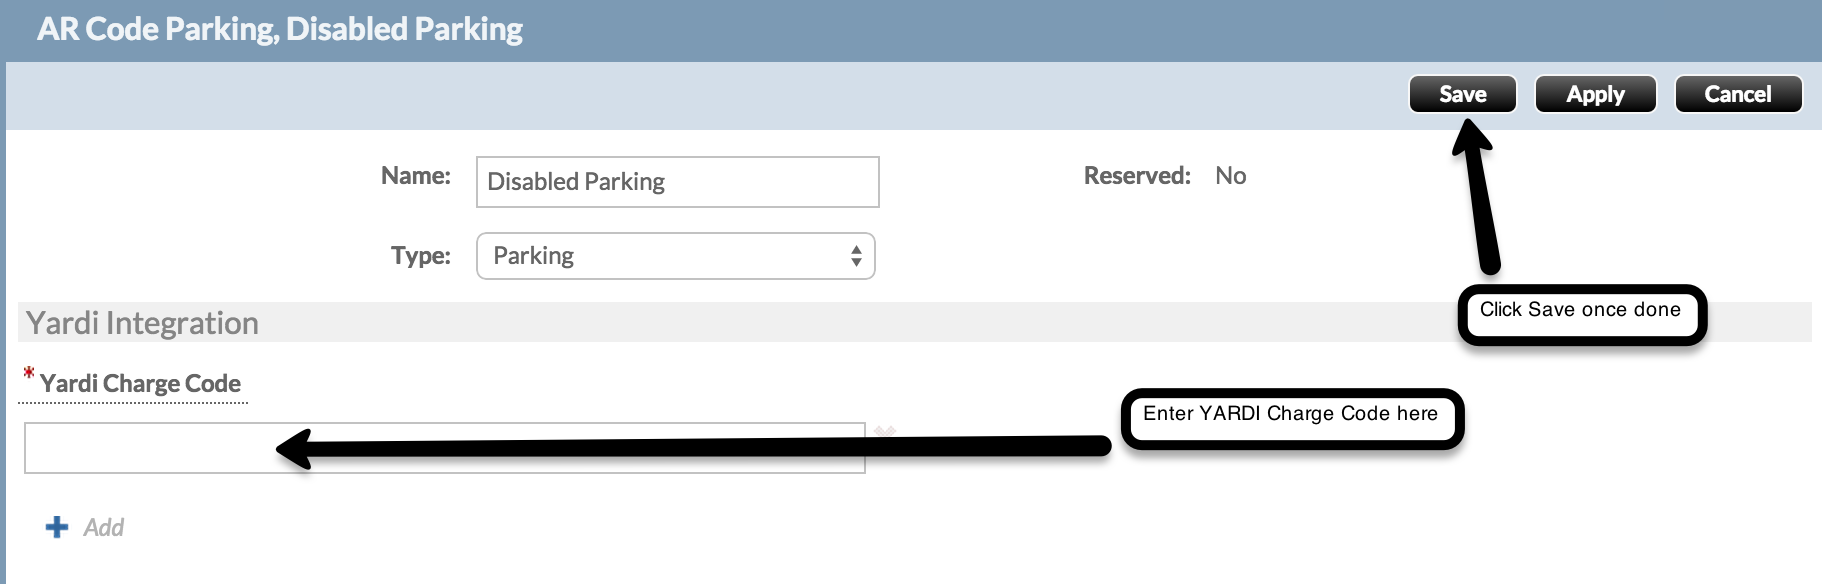 AR Code Parking, Disabled Parking
Save Apply Cancel
Name: Disabled Parking Reserved: No
Type: Parking
Click Save once done
Yardi Integration
* Yardi Charge Code
Enter YARDI Charge Code here
Add